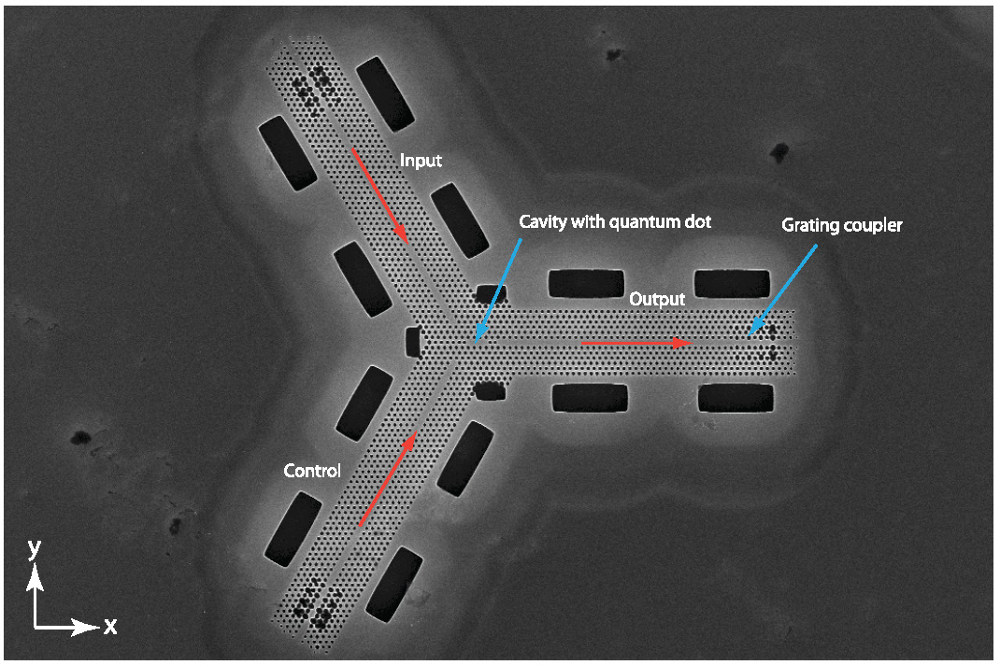 Input
Cavity with quantum dot
Grating coupler
Output
Control
y
x